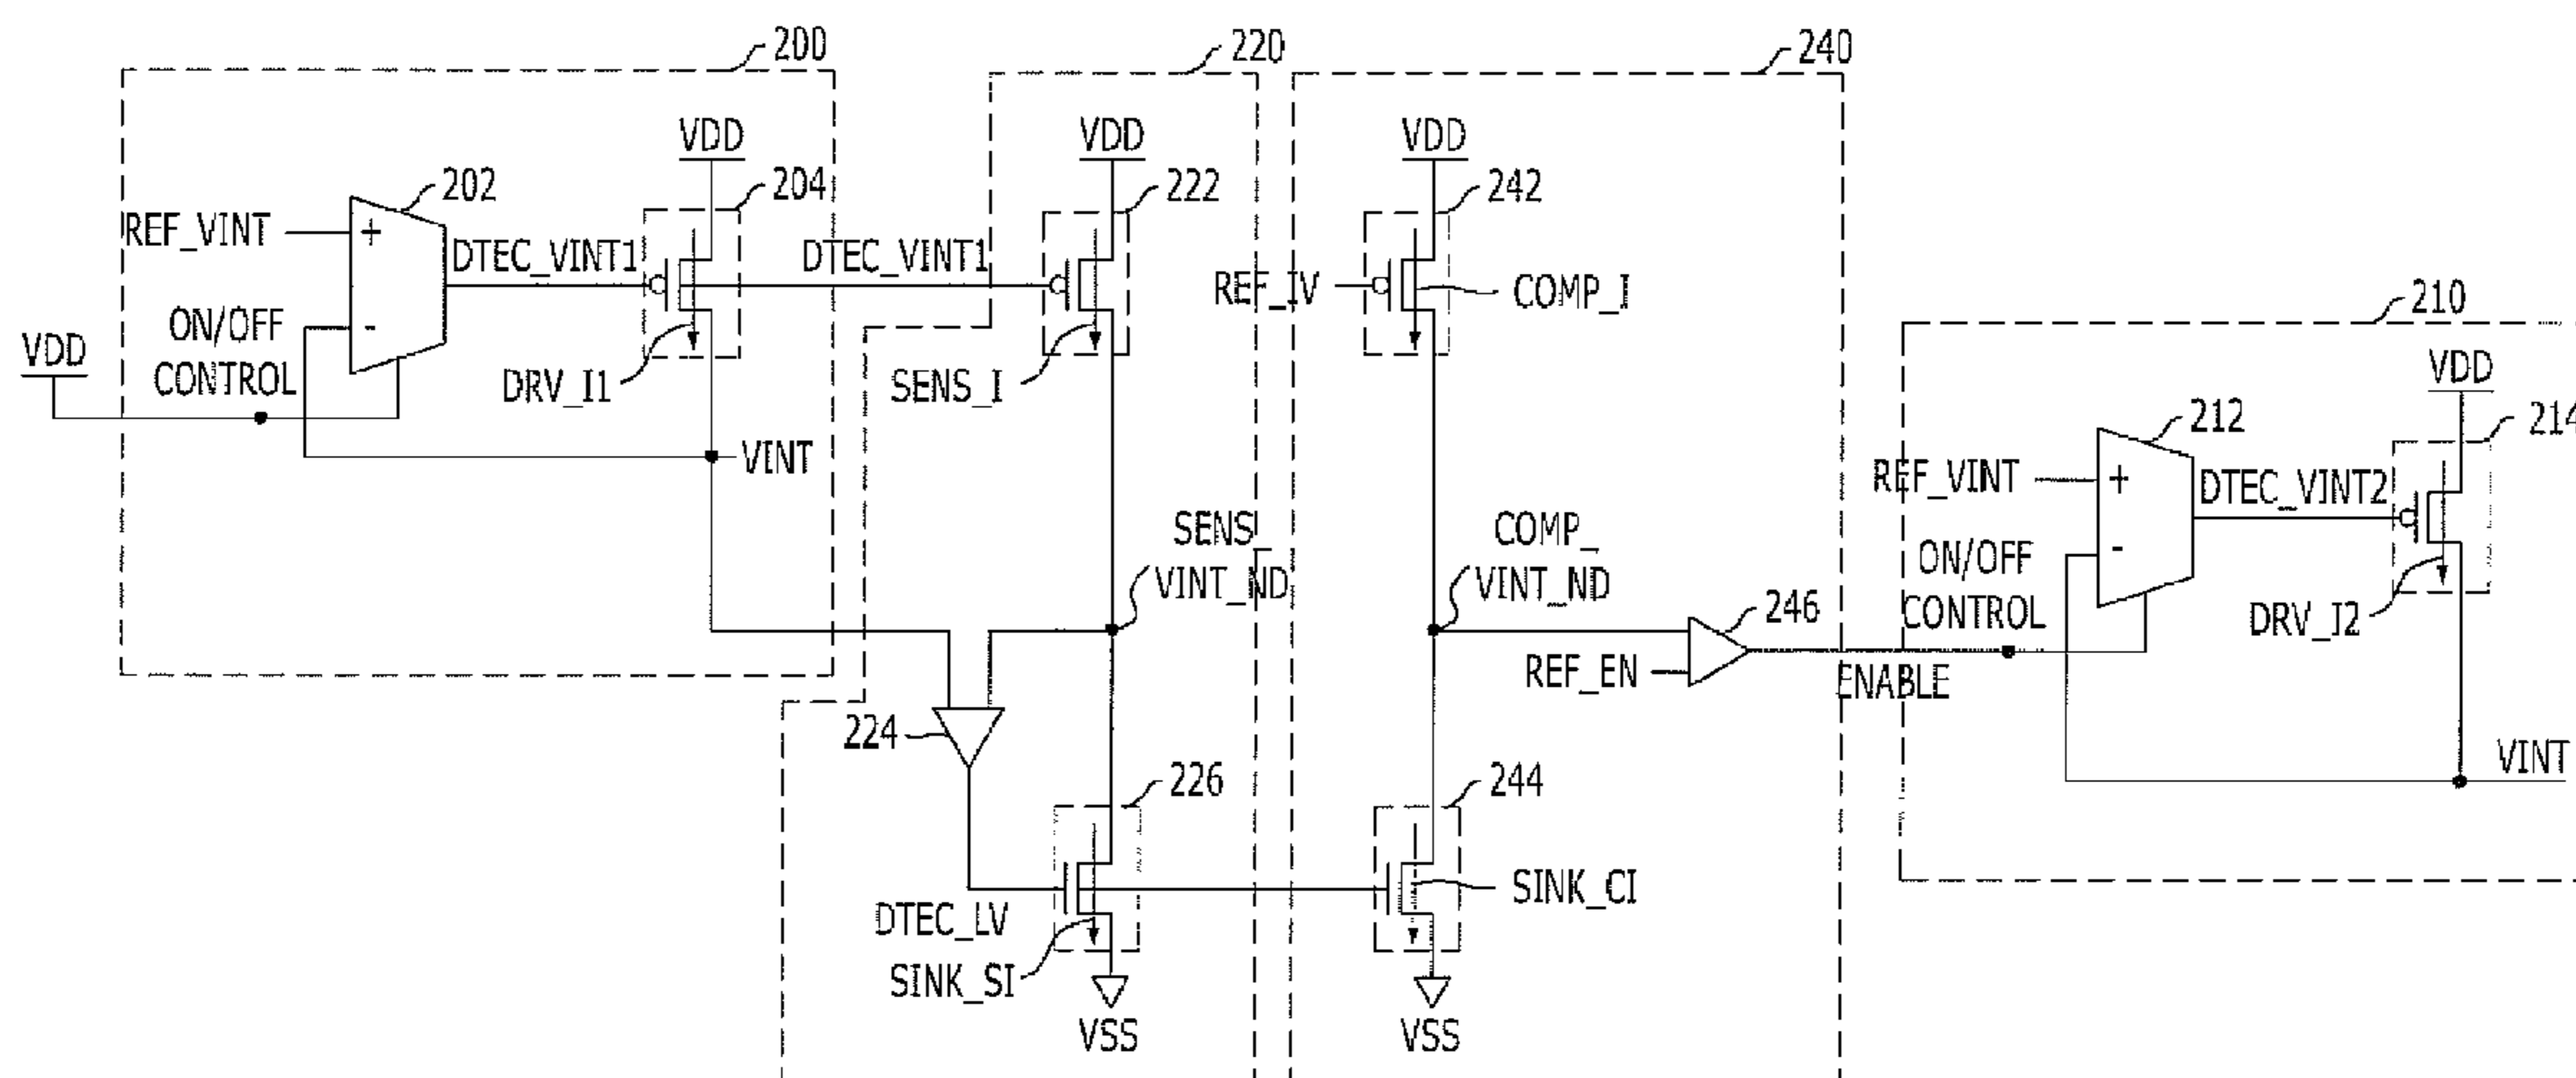 200
220
240
VDD
VDD
VDD
202
204
222
242
REF_VINT
+
DTEC_VINT1
DTEC_VINT1
REF_IV
COMP_I
210
ON/OFF
CONTROL
-
VDD
DRV_I1
SENS_I
VDD
212
214
VINT
REF_VINT
+
DTEC_VINT2
SENS_
VINT_ND
COMP_
VINT_ND
ON/OFF
CONTROL
-
246
DRV_I2
REF_EN
ENABLE
224
VINT
226
244
SINK_CI
DTEC_LV
SINK_SI
VSS
VSS